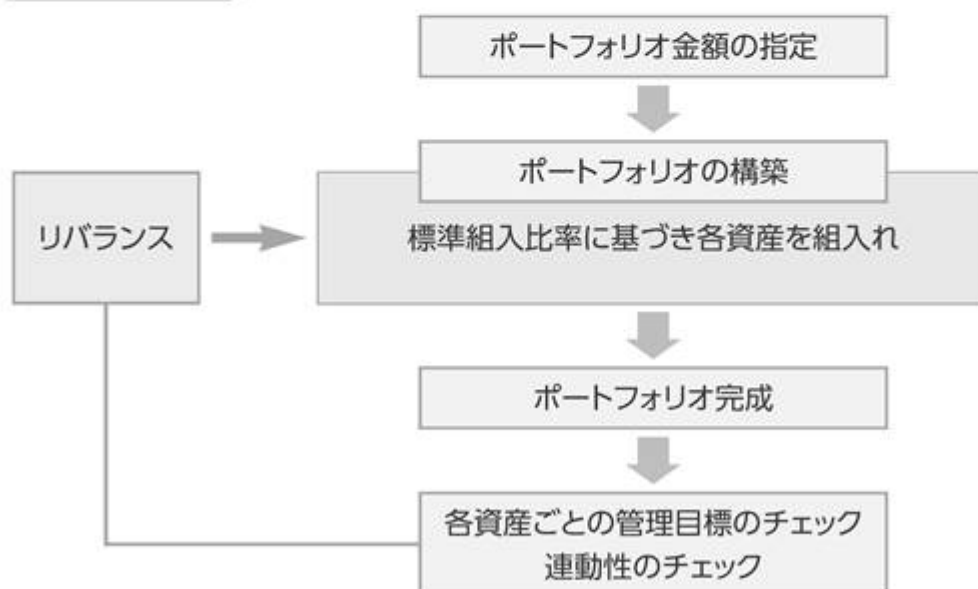 ポートフォリオ金額の指定
ポートフォリオの構築
リバランス
標準組入比率に基づき各資産を組入れ
ポートフォリオ完成
各資産ごとの管理目標のチェック
連動性のチェック